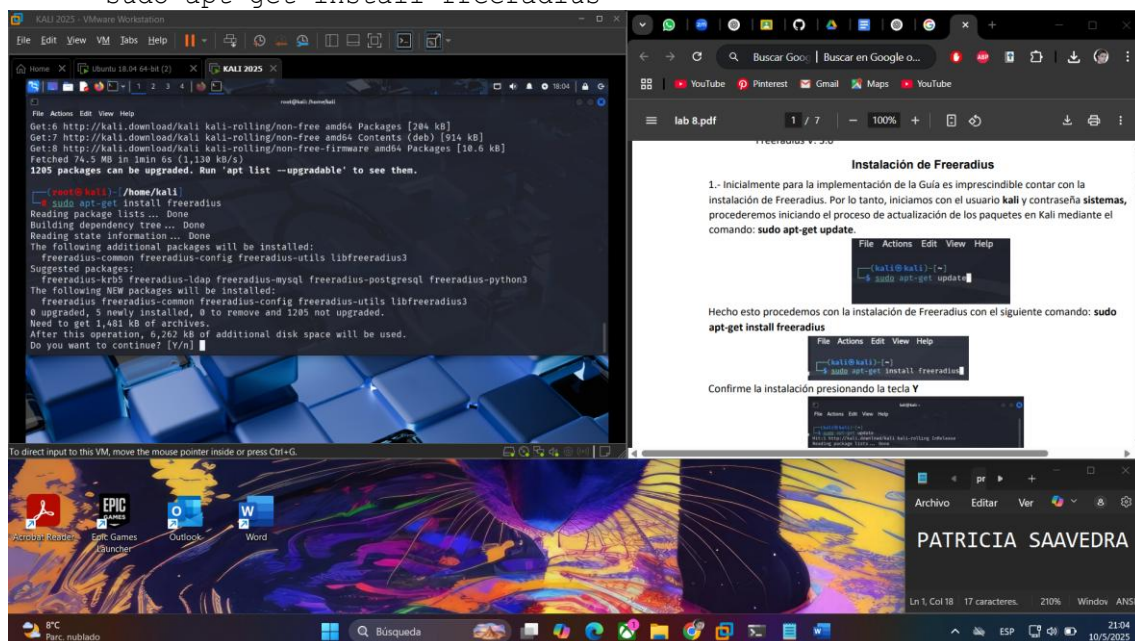 sudo apt-get install freeradius
KALI 2025 - VMware Workstation
File Edit View VM Tabs Help
Home
Ubuntu 18.04 64-bit (2)
KALI 2025
1 2 3 4
18:04
root@kali: /home/kali
File Actions Edit View Help
Get:6 http://kali.download/kali kali-rolling/non-free amd64 Packages [204 kB]
Get:7 http://kali.download/kali kali-rolling/non-free amd64 Contents (deb) [914 kB]
Get:8 http://kali.download/kali kali-rolling/non-free-firmware amd64 Packages [10.6 kB]
Fetched 74.5 MB in 1min 6s (1,130 kB/s)
1205 packages can be upgraded. Run 'apt list --upgradable' to see them.
(root㉿kali)-[/home/kali]
# sudo apt-get install freeradius
Reading package lists... Done
Building dependency tree... Done
Reading state information... Done
The following additional packages will be installed:
freeradius-common freeradius-config freeradius-utils libfreeradius3
Suggested packages:
freeradius-krb5 freeradius-ldap freeradius-mysql freeradius-postgresql freeradius-python3
The following NEW packages will be installed:
freeradius freeradius-common freeradius-config freeradius-utils libfreeradius3
0 upgraded, 5 newly installed, 0 to remove and 1205 not upgraded.
Need to get 1,481 kB of archives.
After this operation, 6,262 kB of additional disk space will be used.
Do you want to continue? [Y/n]
To direct input to this VM, move the mouse pointer inside or press Ctrl+G.
Buscar Goog
Buscar en Google o...
YouTube Pinterest Gmail Maps YouTube
lab 8.pdf
1 / 7
100%
Freeradius V. 3.0
Instalación de Freeradius
1.- Inicialmente para la implementación de la Guía es imprescindible contar con la
instalación de Freeradius. Por lo tanto, iniciamos con el usuario kali y contraseña sistemas,
procederemos iniciando el proceso de actualización de los paquetes en Kali mediante el
comando: sudo apt-get update.
File Actions Edit View Help
(kali㉿kali)-[~]
$ sudo apt-get update
Hecho esto procedemos con la instalación de Freeradius con el siguiente comando: sudo
apt-get install freeradius
File Actions Edit View Help
(kali㉿kali)-[~]
$ sudo apt-get install freeradius
Confirme la instalación presionando la tecla Y
File Actions Edit View Help
Acrobat Reader
Epic Games
Launcher
Outlook
Word
pr
Archivo Editar Ver
PATRICIA SAAVEDRA
Ln 1, Col 18 17 caracteres. 210% Window ANSI
8°C
Parc. nublado
Búsqueda
ESP
21:04
10/5/2025